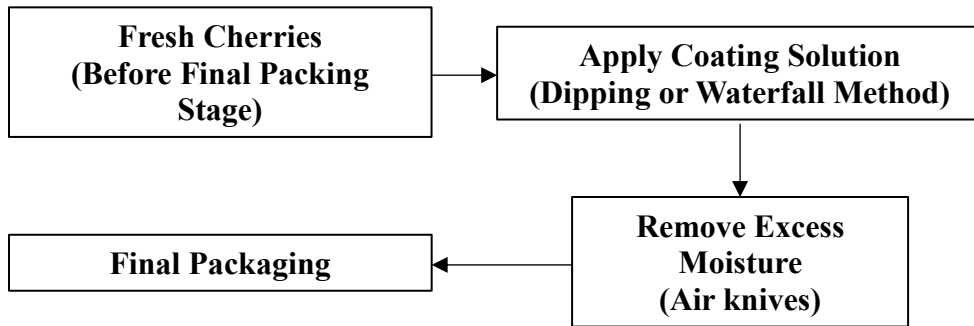 Fresh Cherries
(Before Final Packing
Stage)
Apply Coating Solution
(Dipping or Waterfall Method)
Remove Excess
Moisture
(Air knives)
Final Packaging